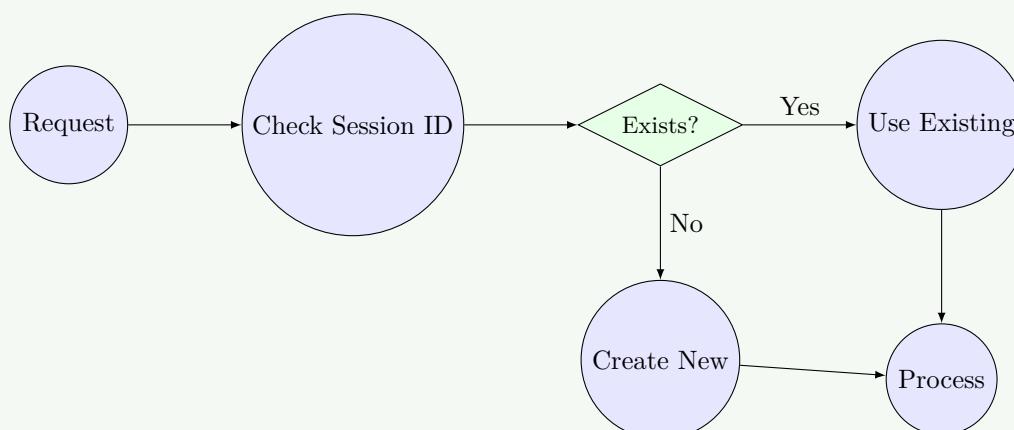 Request
Check Session ID
Exists?
Yes
Use Existing
No
Create New
Process